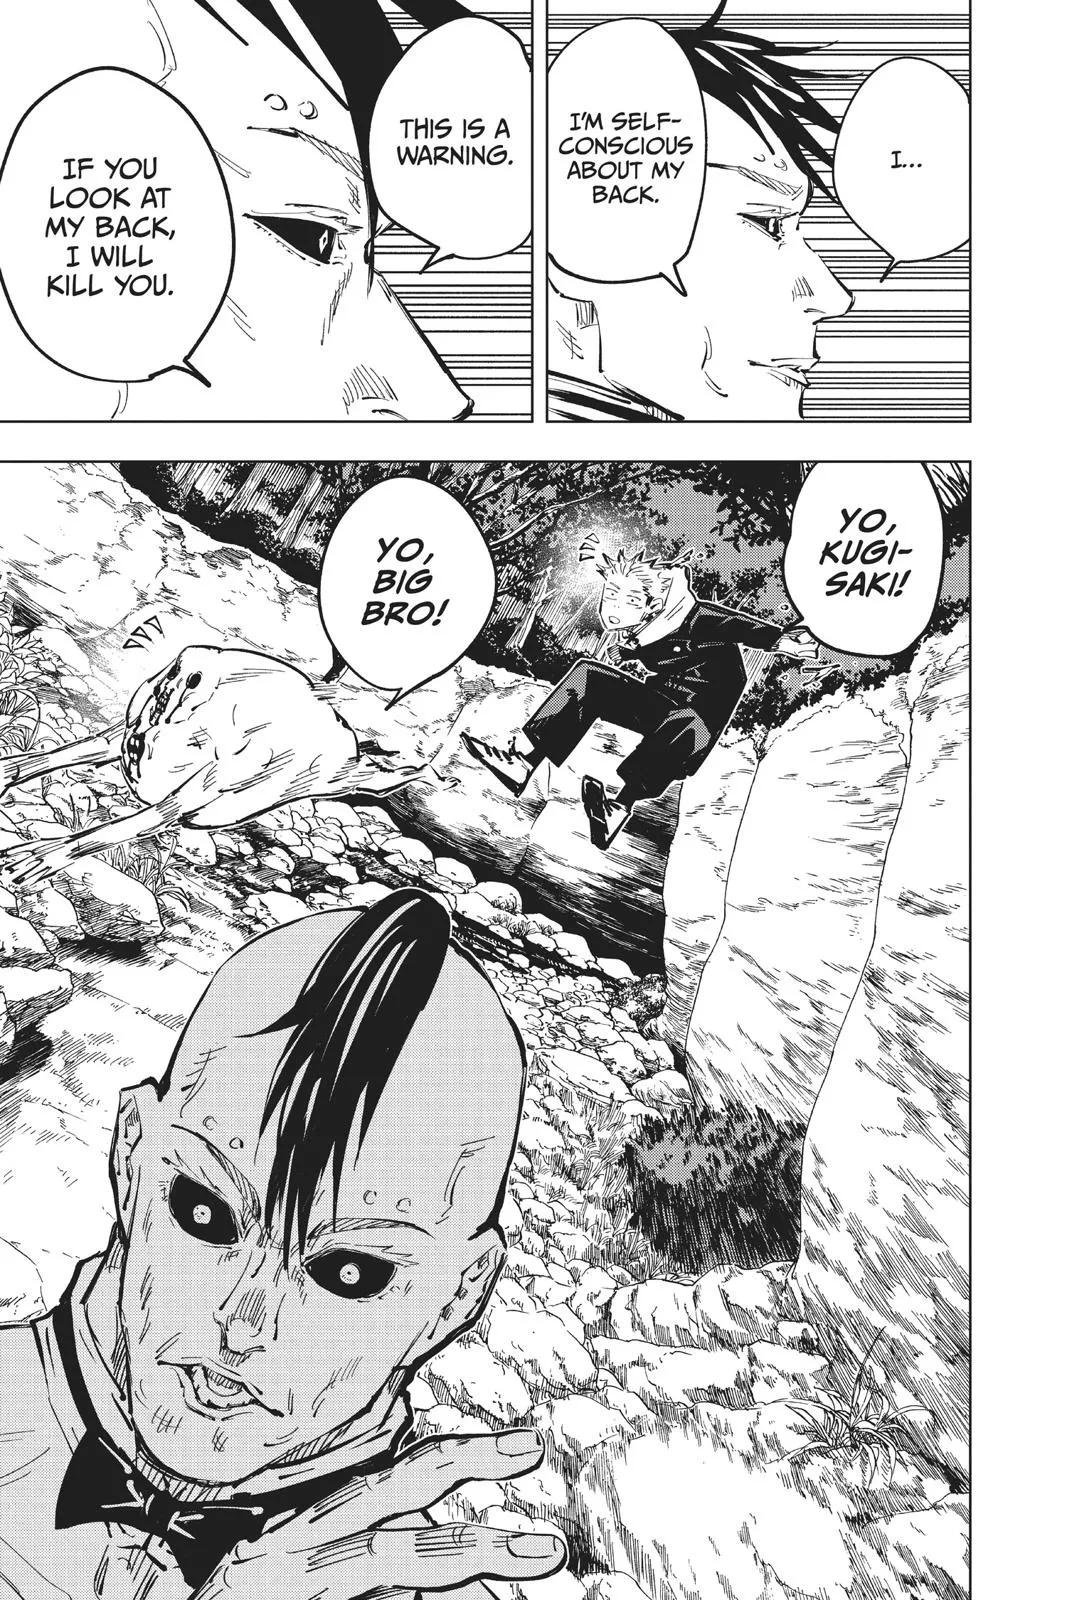 I...
I'M SELF-
CONSCIOUS
ABOUT MY
BACK.
THIS IS A
WARNING.
IF YOU
LOOK AT
MY BACK,
I WILL
KILL YOU.
YO,
KUGI-
SAKI!
YO,
BIG
BRO!